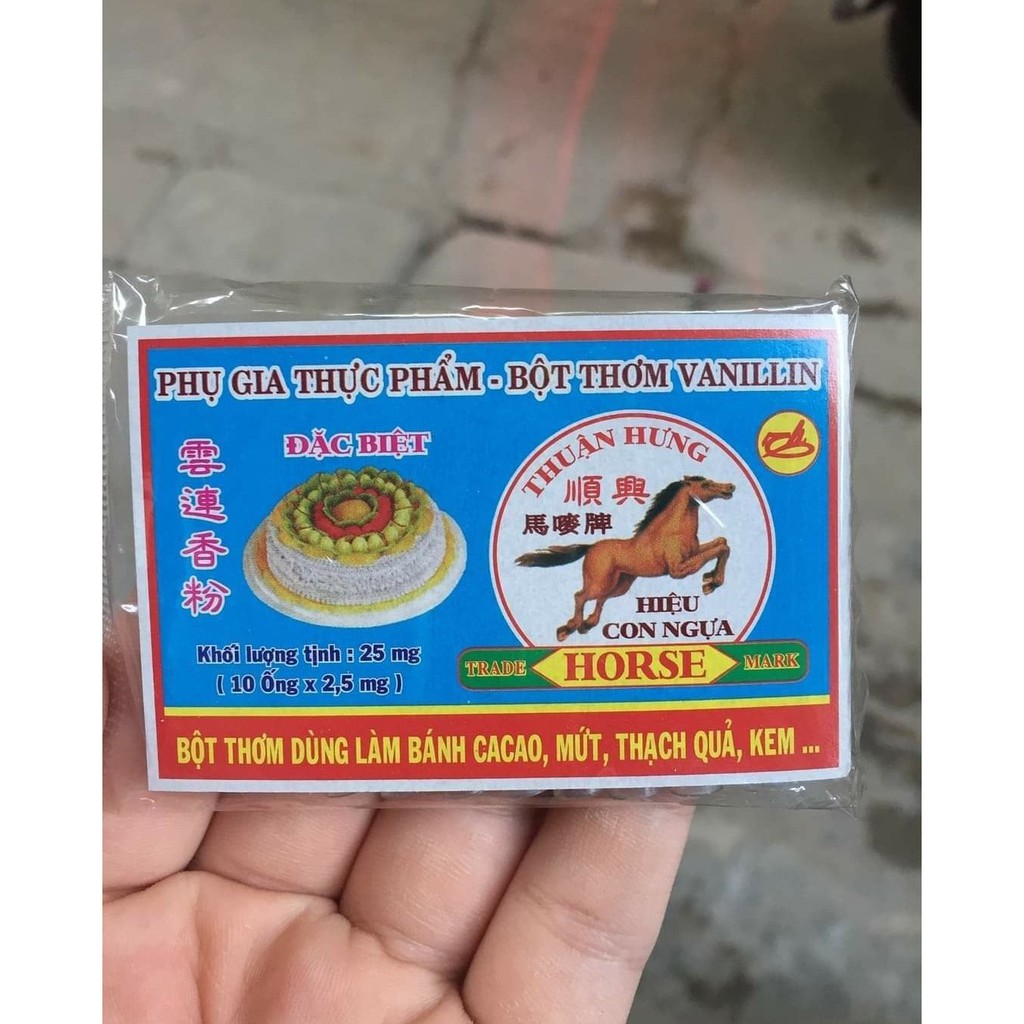 PHỤ GIA THỰC PHẨM - BỘT THƠM VANILLIN
雲連香粉
ĐẶC BIỆT
Khối lượng tịnh : 25 mg
( 10 Ống x 2,5 mg )
THUẬN HƯNG
順興
馬嘜牌
HIỆU
CON NGỰA
TRADE HORSE MARK
BỘT THƠM DÙNG LÀM BÁNH CACAO, MỨT, THẠCH QUẢ, KEM ...